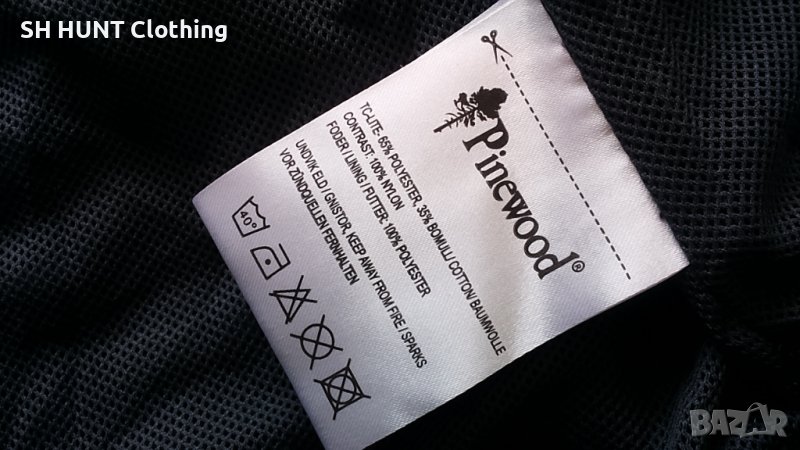 SH HUNT Clothing
Pinewood®
TC-LITE- 65% POLYESTER, 35% BOMULL/ COTTON/ BAUMWOLLE
CONTRAST: 100% NYLON
FODER / LINING / FUTTER: 100% POLYESTER
UNDVIK ELD / GNISTOR, KEEP AWAY FROM FIRE / SPARKS
VOR ZÜNDQUELLEN FERNHALTEN
40°
BAZAR